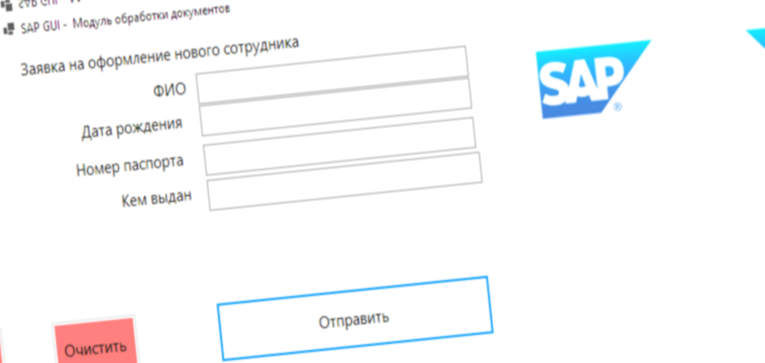 SAP GUI - Модуль обработки документов
Заявка на оформление нового сотрудника
ФИО
Дата рождения
Номер паспорта
Кем выдан
SAP®
Очистить
Отправить